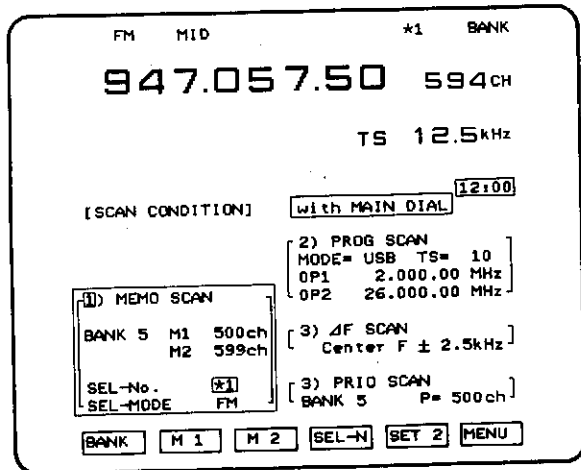 FM MID *1 BANK
947.057.50 594CH
TS 12.5kHz
12:00
[SCAN CONDITION] with MAIN DIAL
2) PROG SCAN
MODE= USB TS= 10
OP1 2.000.00 MHz
OP2 26.000.00 MHz
1) MEMO SCAN
BANK 5 M1 500ch
M2 599ch
SEL-No. *1
SEL-MODE FM
3) ΔF SCAN
Center F ± 2.5kHz
3) PRIO SCAN
BANK 5 P= 500ch
BANK M 1 M 2 SEL-N SET 2 MENU